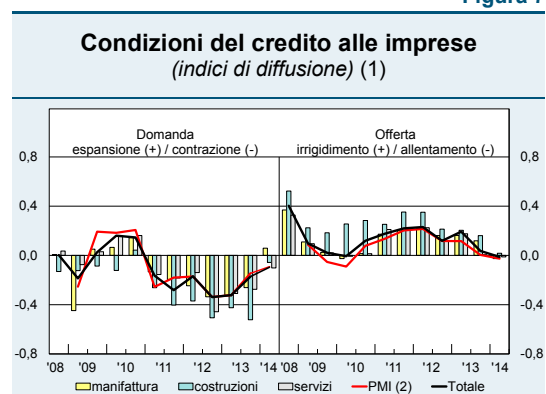 Condizioni del credito alle imprese
(indici di diffusione) (1)
Domanda
espansione (+) / contrazione (-)
Offerta
irrigidimento (+) / allentamento (-)
0,8 0,8
0,4 0,4
0,0 0,0
-0,4 -0,4
-0,8 -0,8
'08 '09 '10 '11 '12 '13 '14 '08 '09 '10 '11 '12 '13 '14
manifattura costruzioni servizi PMI (2) Totale